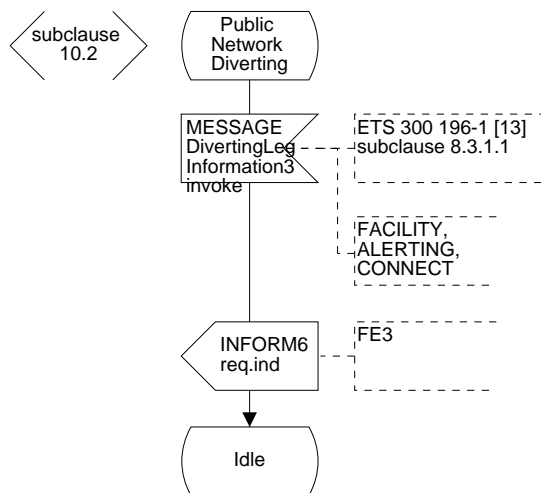 subclause
10.2
Public
Network
Diverting
MESSAGE
DivertingLeg
Information3
invoke
ETS 300 196-1 [13]
subclause 8.3.1.1
FACILITY,
ALERTING,
CONNECT
INFORM6
req.ind
FE3
Idle